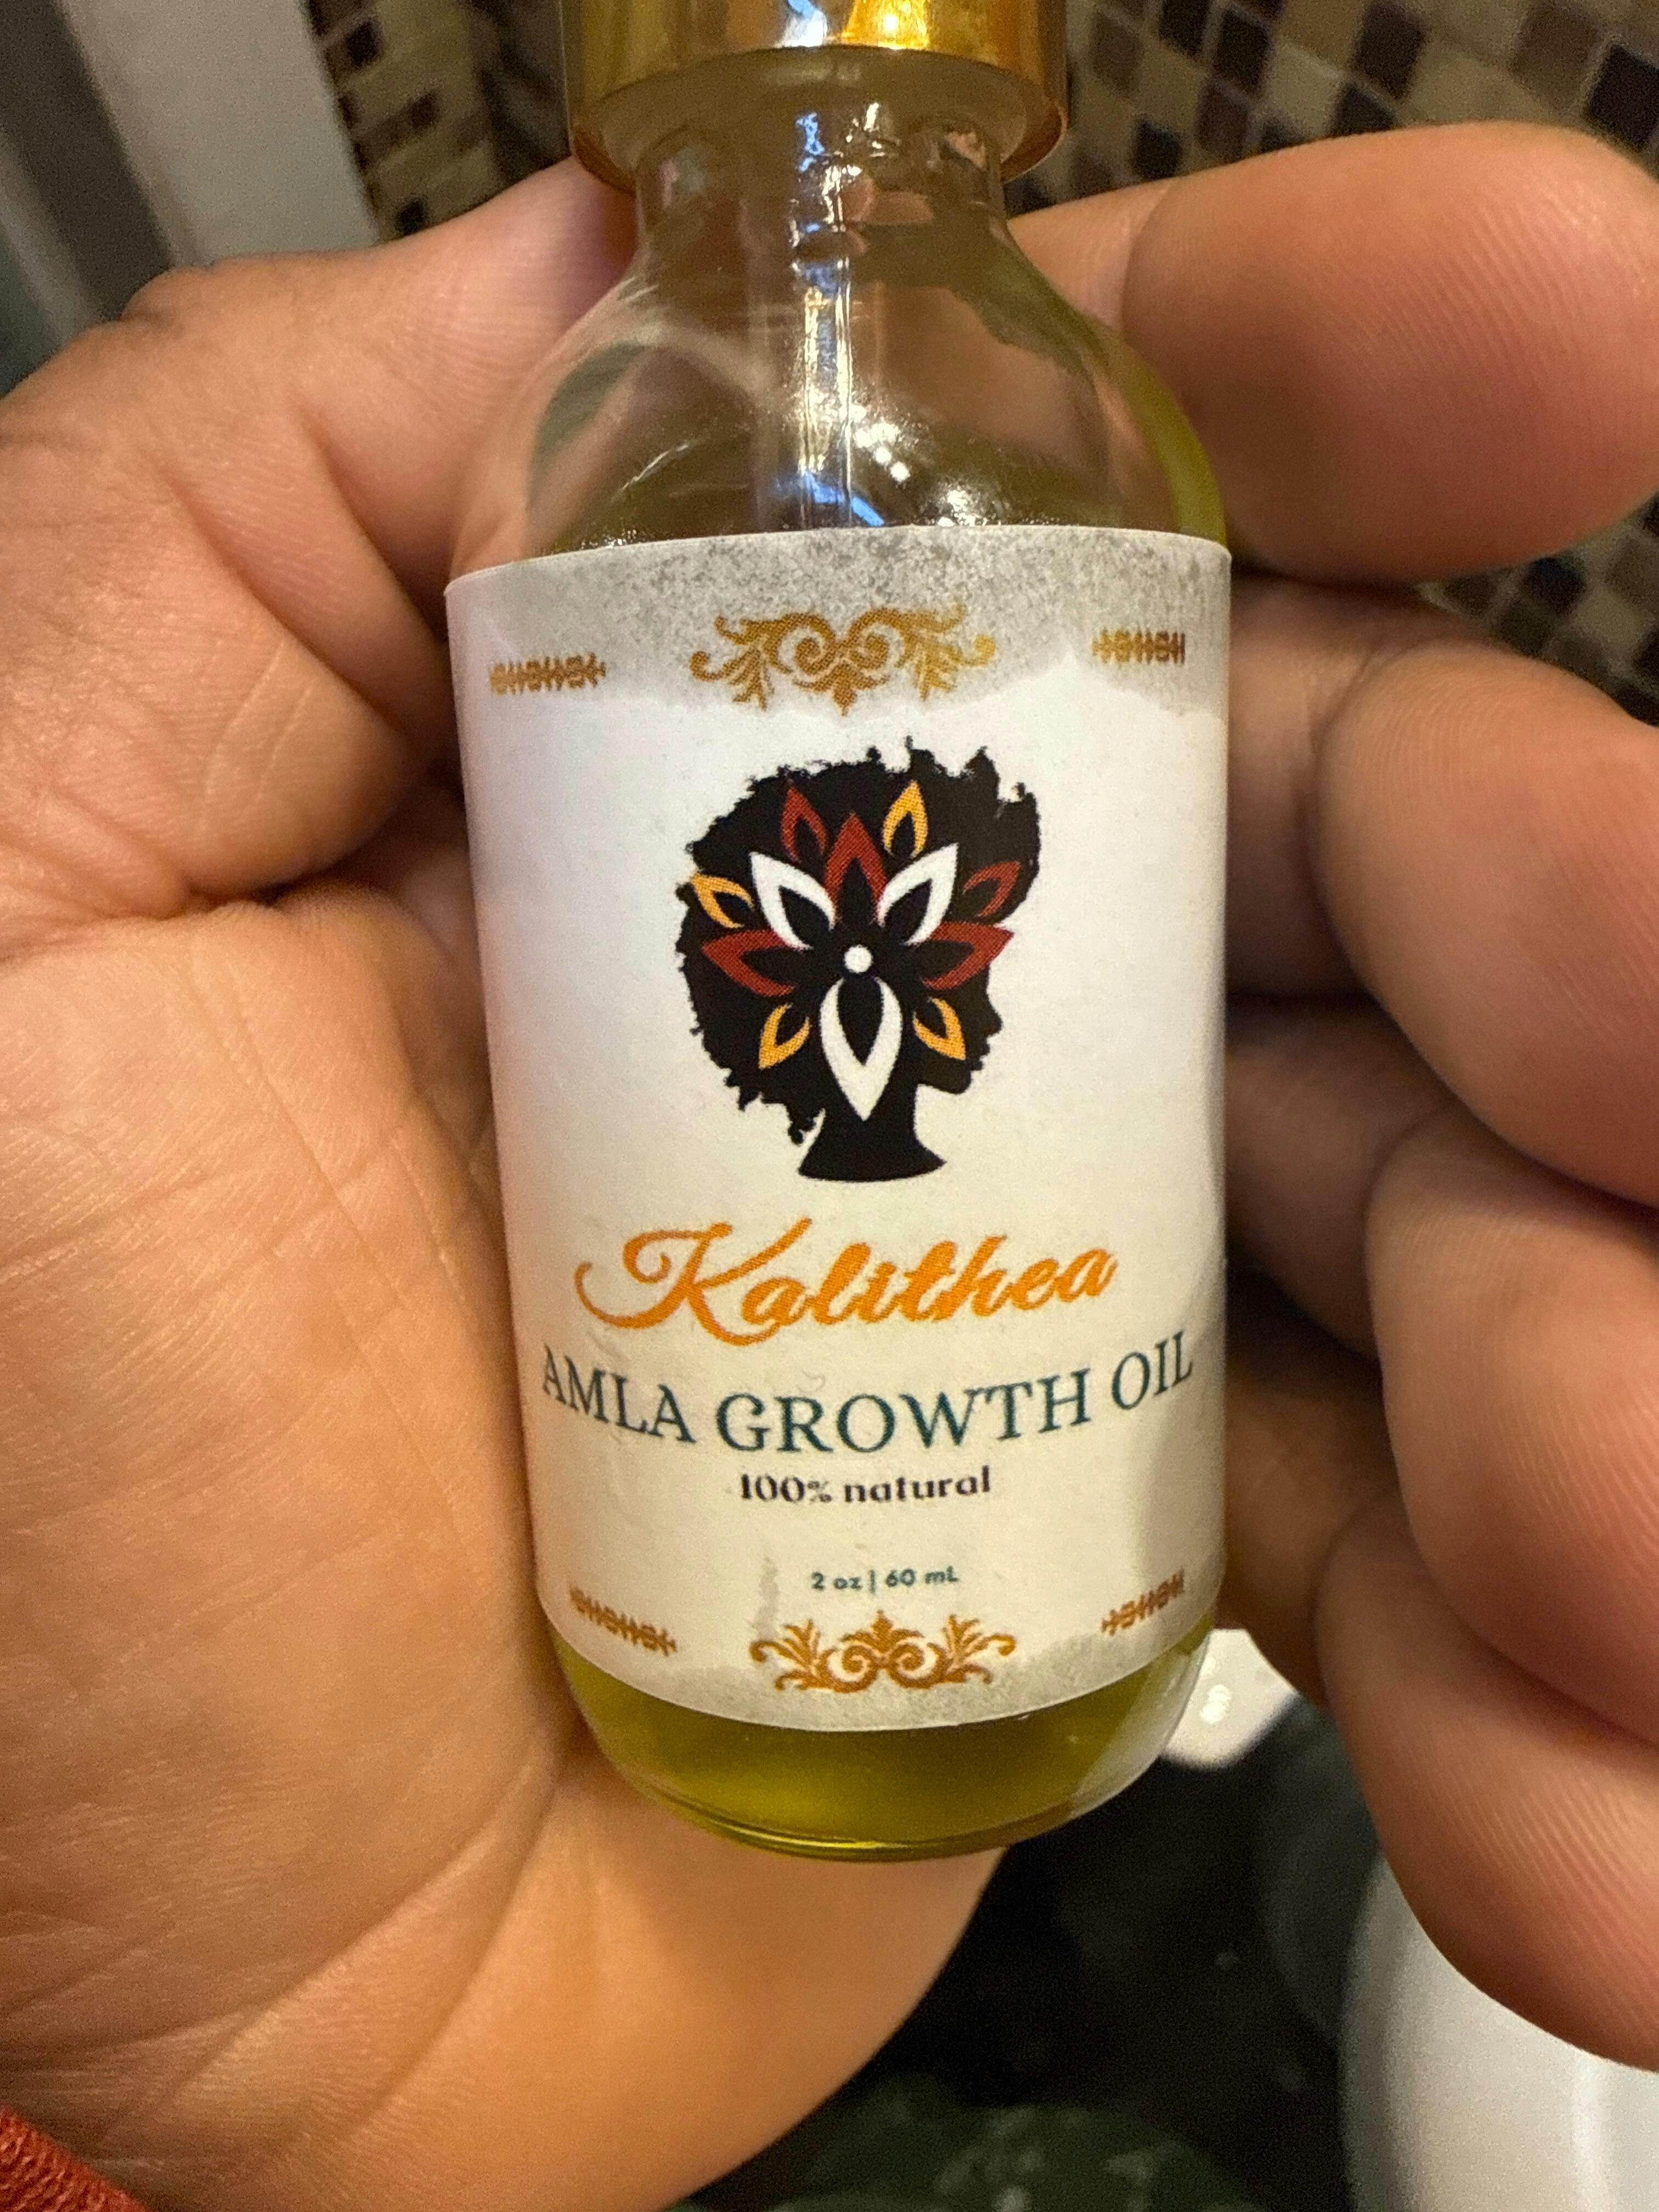 Kalithea
AMLA GROWTH OIL
100% natural
2 oz | 60 mL